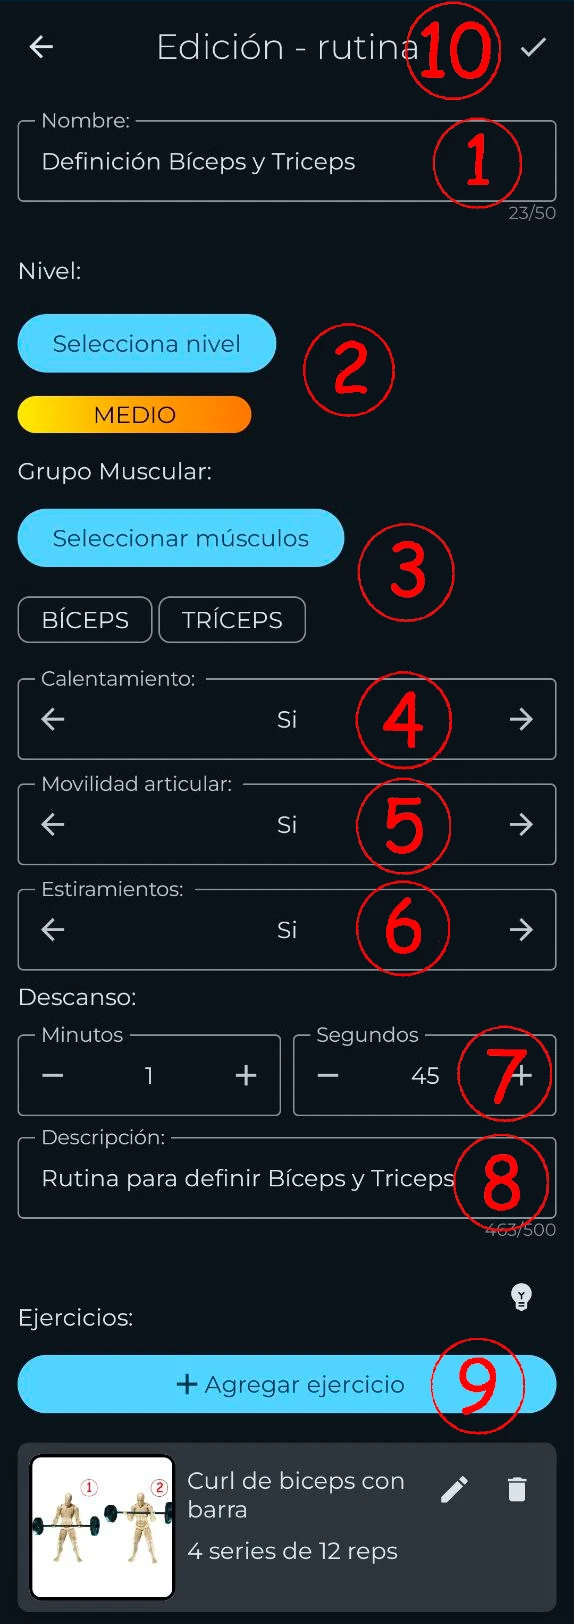 Edición - rutina 10
Nombre:
Definición Bíceps y Triceps 1
23/50
Nivel:
Selecciona nivel
2
MEDIO
Grupo Muscular:
Seleccionar músculos
3
BÍCEPS TRÍCEPS
Calentamiento:
Si 4
Movilidad articular:
Si 5
Estiramientos:
Si 6
Descanso:
Minutos Segundos
− 1 + − 45 7 +
Descripción:
Rutina para definir Bíceps y Triceps 8
463/500
Ejercicios:
+ Agregar ejercicio 9
1 2
Curl de biceps con
barra
4 series de 12 reps